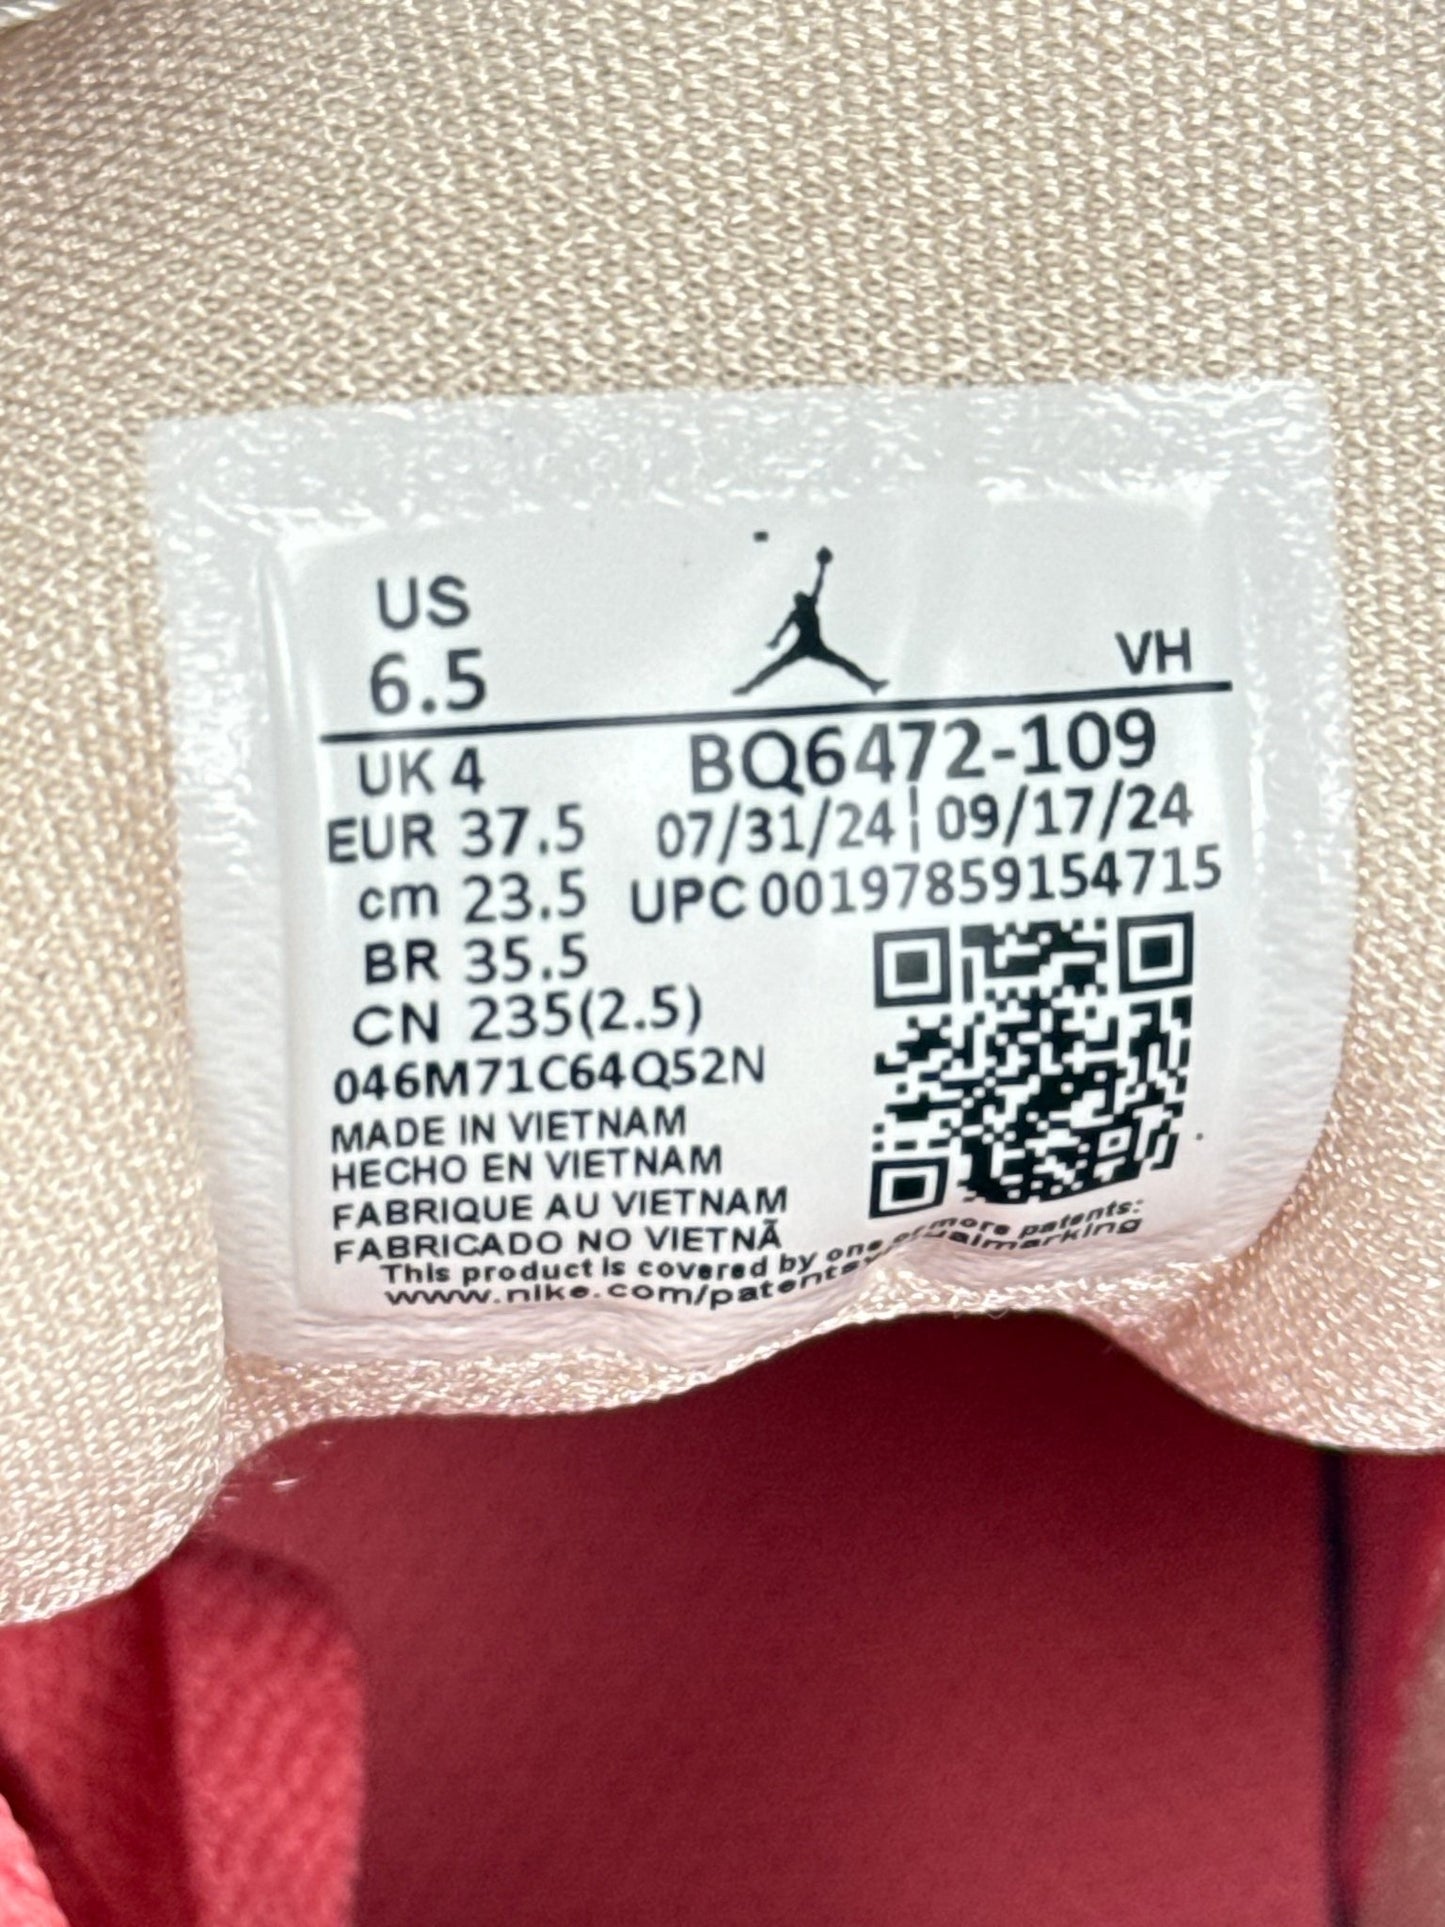 US
6.5
VH
UK 4
BQ6472-109
EUR 37.5
07/31/24 | 09/17/24
cm 23.5
UPC 00197859154715
BR 35.5
CN 235(2.5)
046M71C64Q52N
MADE IN VIETNAM
HECHO EN VIETNAM
FABRIQUE AU VIETNAM
FABRICADO NO VIETNÃ
This product is covered by one or more patents:
www.nike.com/patents